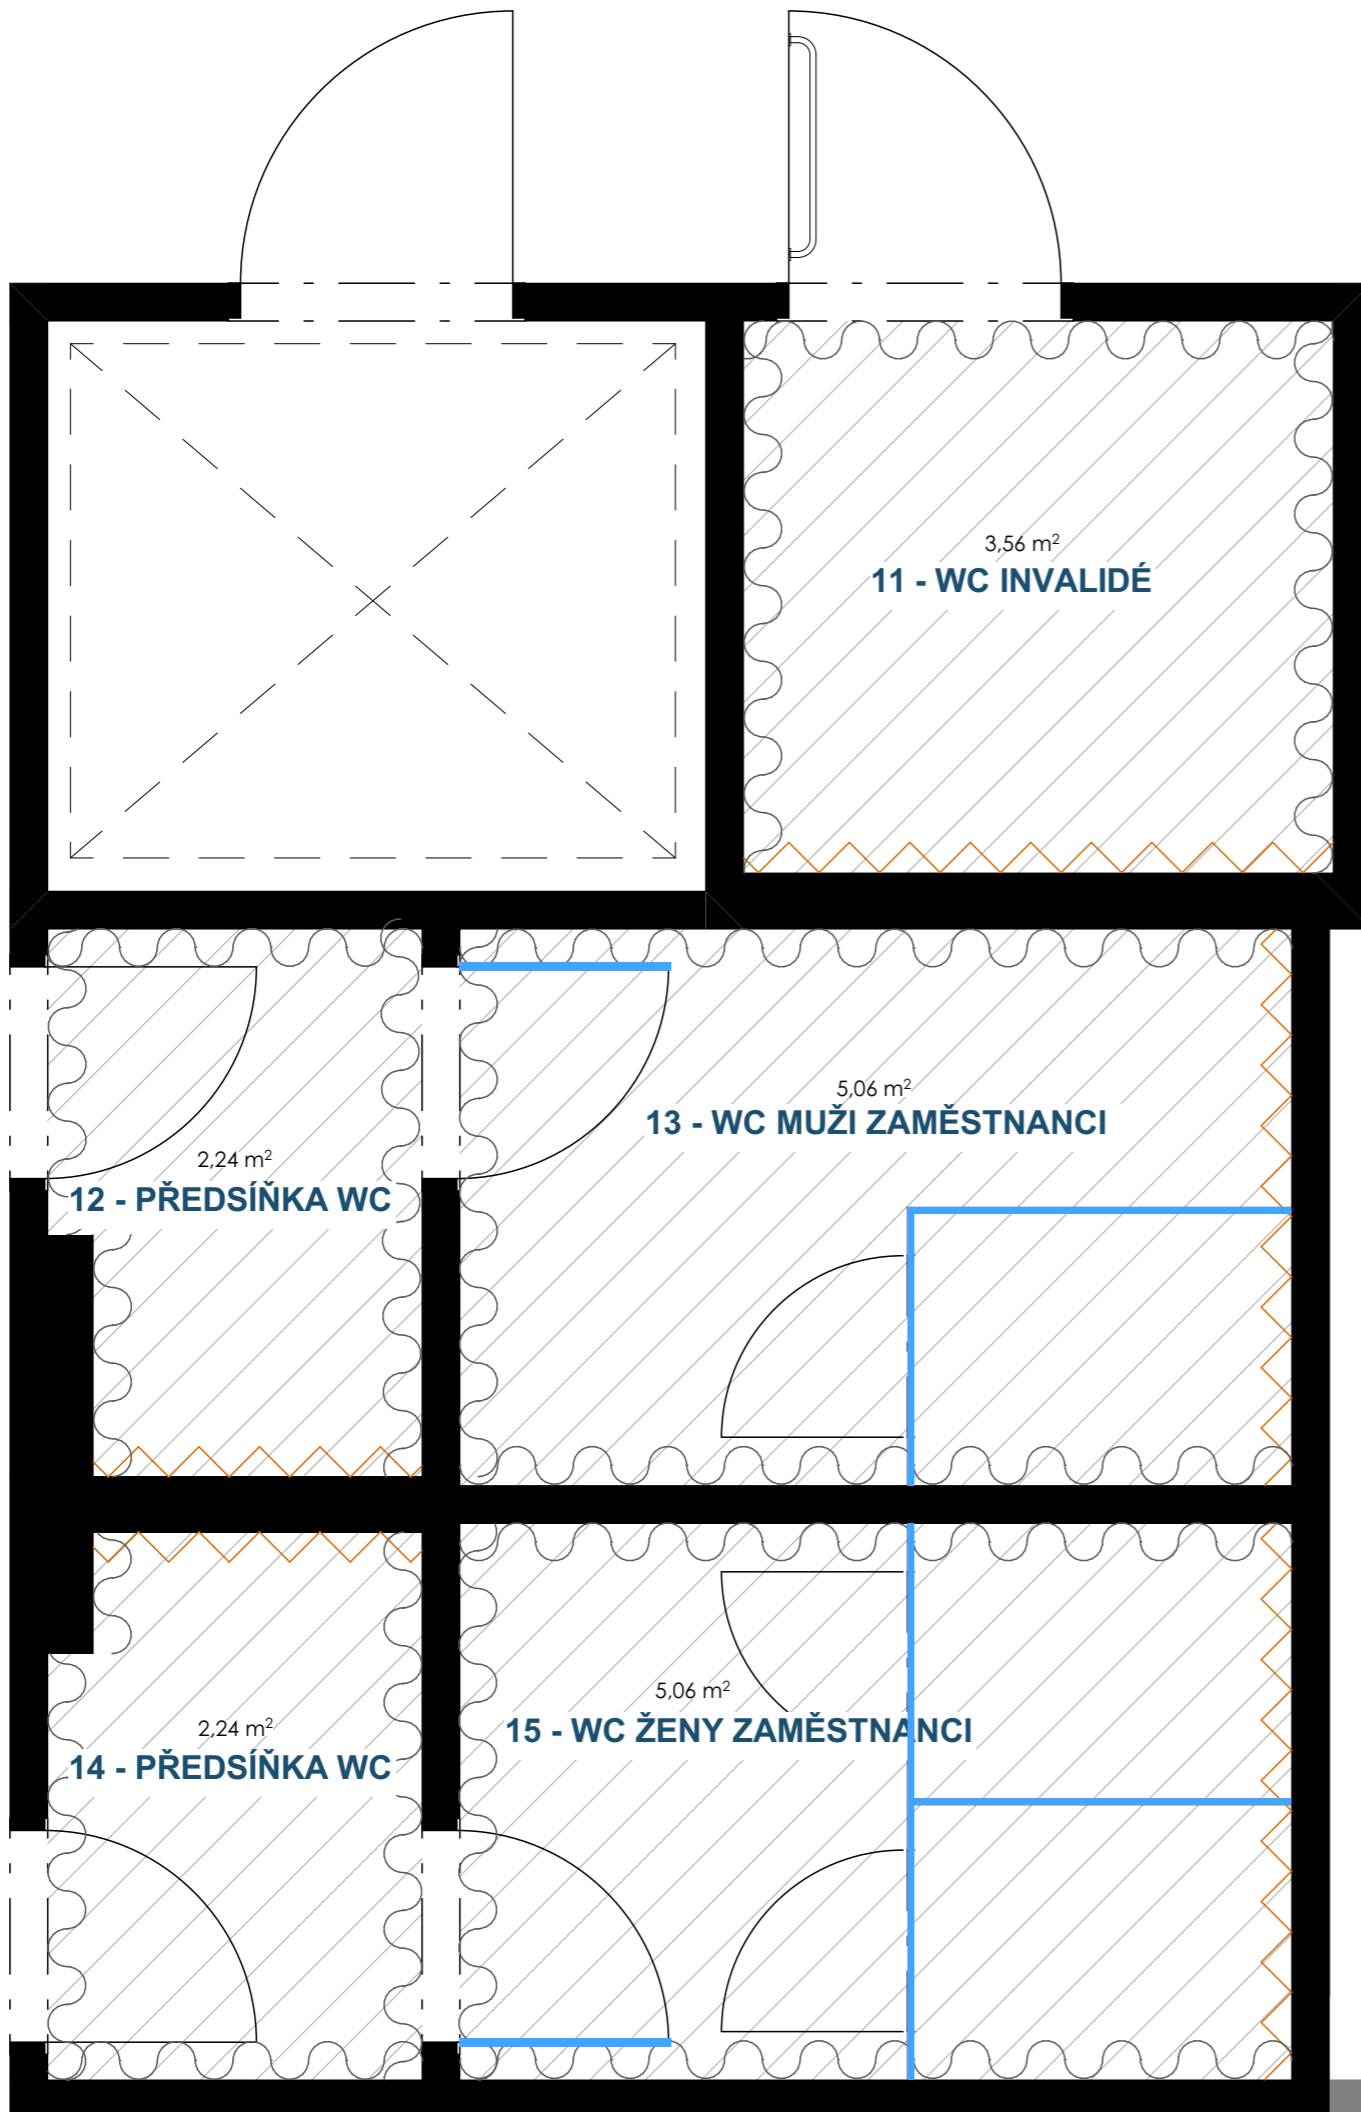 3,56 m²
11 - WC INVALIDÉ
5,06 m²
13 - WC MUŽI ZAMĚSTNANCI
2,24 m²
12 - PŘEDSÍŇKA WC
5,06 m²
15 - WC ŽENY ZAMĚSTNANCI
2,24 m²
14 - PŘEDSÍŇKA WC